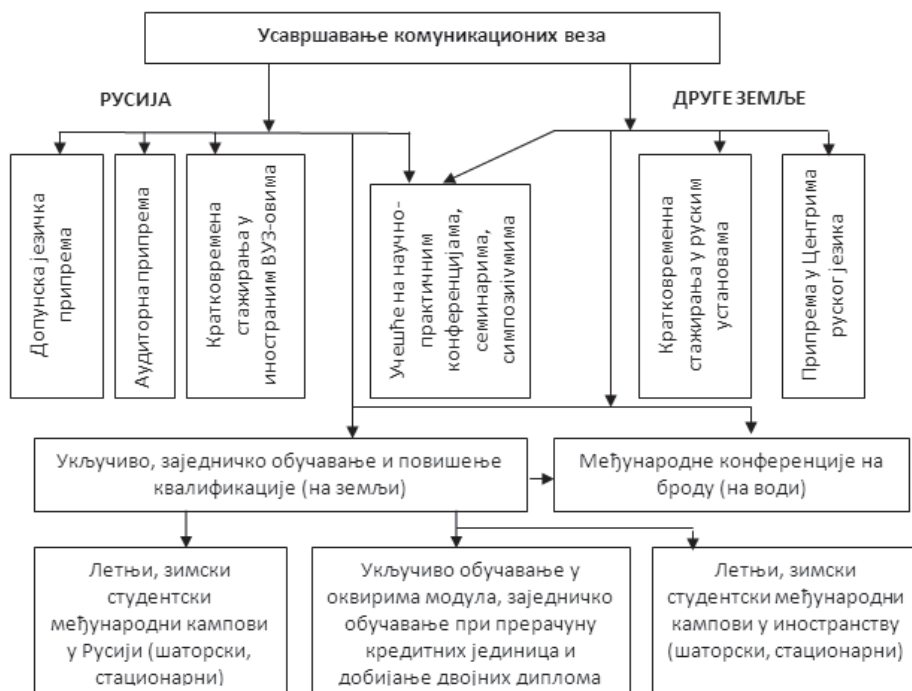 Усавршавање комуникационих веза
РУСИЈА
ДРУГЕ ЗЕМЉЕ
Допунска језичка
припрема
Аудиторна припрема
Кратковремена
стажирања у
иностраним ВУЗ-овима
Учешће на научно-
практичним
конференцијама,
семинарима,
симпозијумима
Кратковременна
стажирања у руским
установама
Припрема у Центрима
руског језика
Укључиво, заједничко обучавање и повишење
квалификације (на земљи)
Међународне конференције на
броду (на води)
Летњи, зимски
студентски
међународни кампови
у Русији (шаторски,
стационарни)
Укључиво обучавање у
оквирима модула, заједничко
обучавање при прерачуну
кредитних јединица и
добијање двојних диплома
Летњи, зимски
студентски међународни
кампови у иностранству
(шаторски, стационарни)